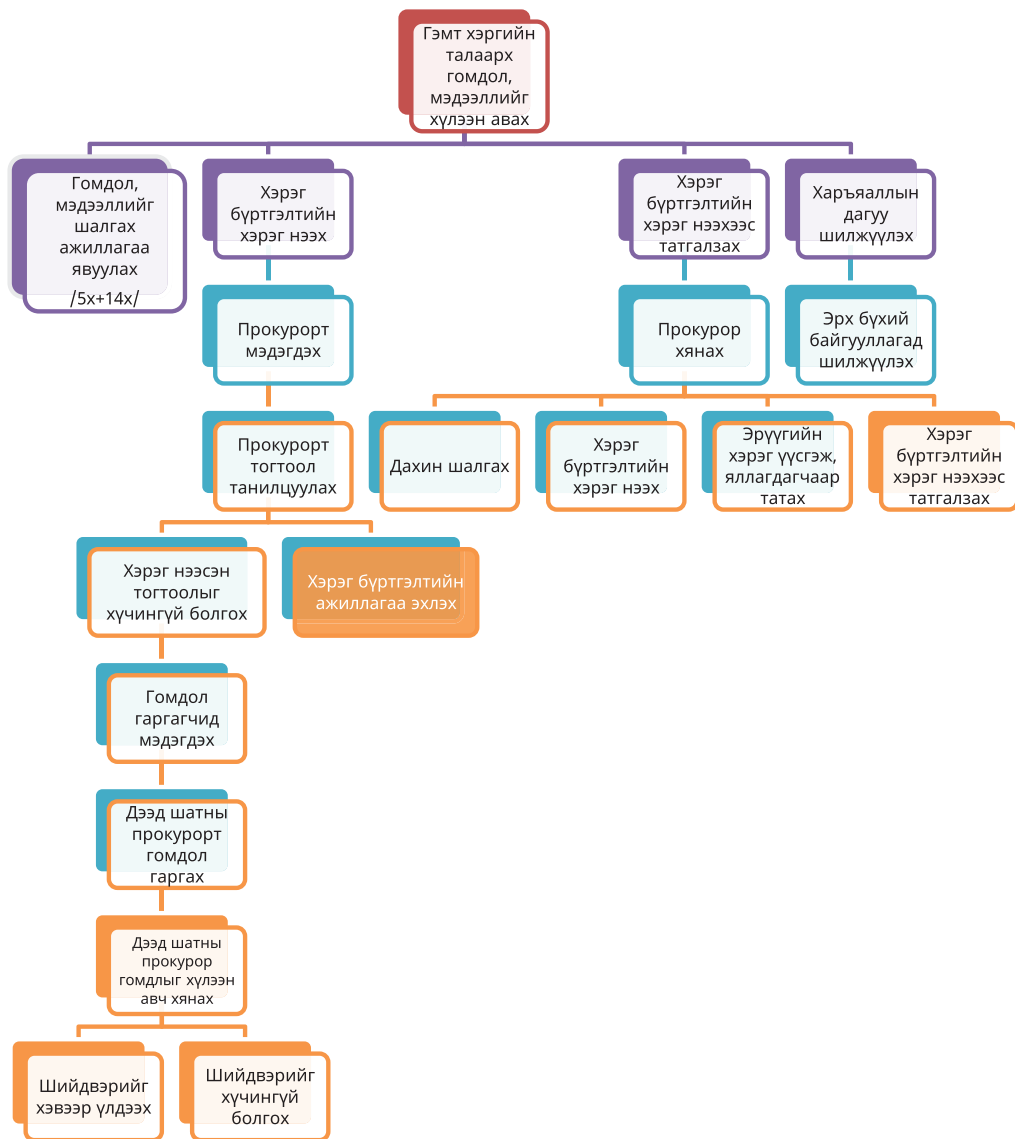 Гэмт хэргийн
талаарх
гомдол,
мэдээллийг
хүлээн авах
Гомдол,
мэдээллийг
шалгах
ажиллагаа
явуулах
/5х+14х/
Хэрэг
бүртгэлтийн
хэрэг нээх
Хэрэг
бүртгэлтийн
хэрэг нээхээс
татгалзах
Харъяаллын
дагуу
шилжүүлэх
Прокурорт
мэдэгдэх
Прокурор
хянах
Эрх бүхий
байгууллагад
шилжүүлэх
Прокурорт
тогтоол
танилцуулах
Дахин шалгах
Хэрэг
бүртгэлтийн
хэрэг нээх
Эрүүгийн
хэрэг үүсгэж,
яллагдагчаар
татах
Хэрэг
бүртгэлтийн
хэрэг нээхээс
татгалзах
Хэрэг нээсэн
тогтоолыг
хүчингүй болгох
Хэрэг бүртгэлтийн
ажиллагаа эхлэх
Гомдол
гаргагчид
мэдэгдэх
Дээд шатны
прокурорт
гомдол
гаргах
Дээд шатны
прокурор
гомдлыг хүлээн
авч хянах
Шийдвэрийг
хэвээр үлдээх
Шийдвэрийг
хүчингүй
болгох